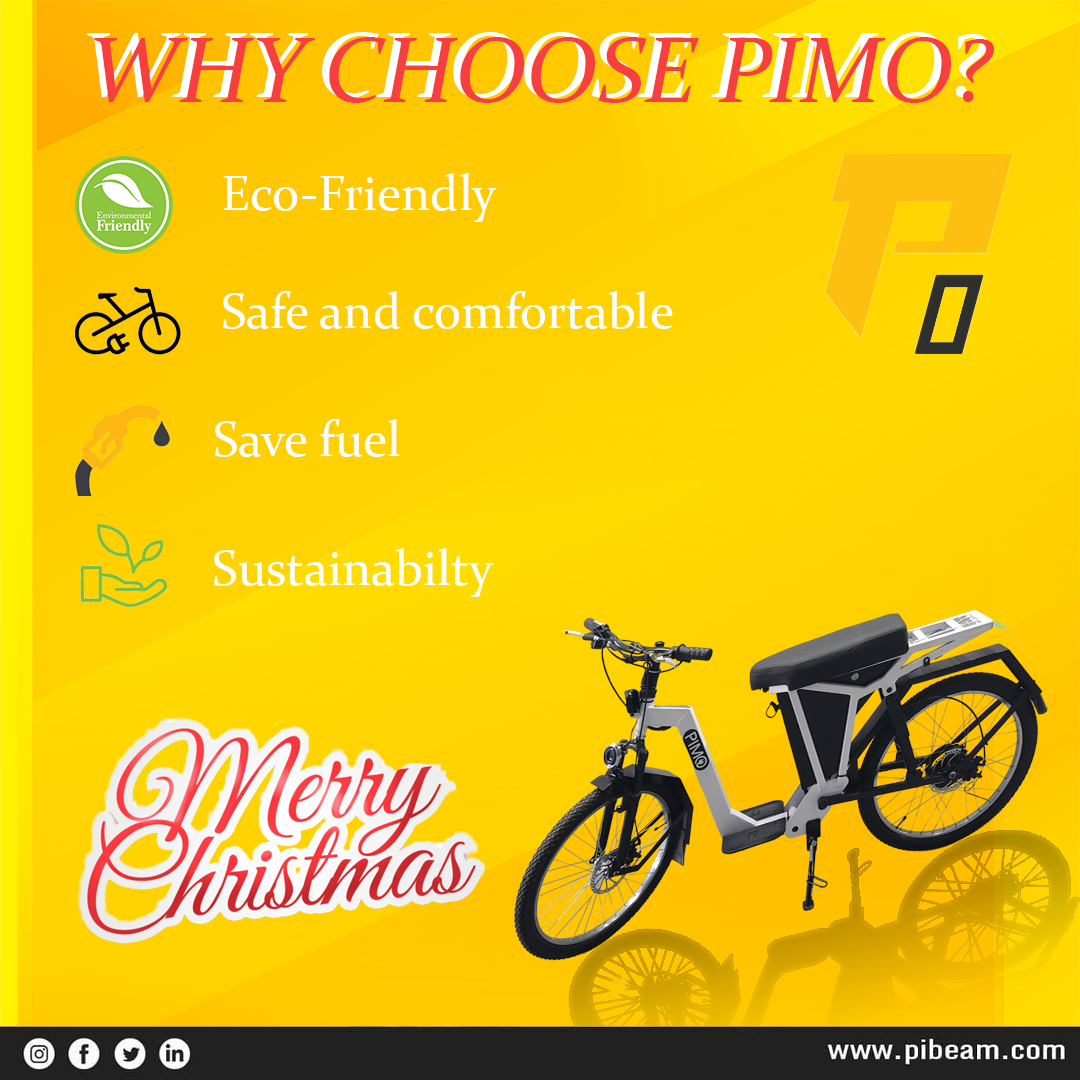 WHY CHOOSE PIMO?
Environmental
Friendly
Eco-Friendly
Safe and comfortable
Save fuel
Sustainabilty
PIMO
Merry
Christmas
www.pibeam.com